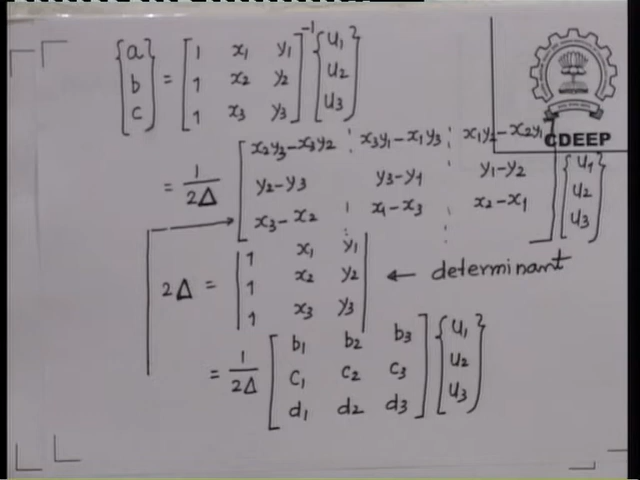 {a b c} = [1 x₁ y₁; 1 x₂ y₂; 1 x₃ y₃]⁻¹ {u₁ u₂ u₃}
CDEEP
= 1/2Δ [x₂y₃-x₃y₂ x₃y₁-x₁y₃ x₁y₂-x₂y₁; y₂-y₃ y₃-y₁ y₁-y₂; x₃-x₂ x₁-x₃ x₂-x₁] {u₁ u₂ u₃}
2Δ = |1 x₁ y₁; 1 x₂ y₂; 1 x₃ y₃| ← determinant
= 1/2Δ [b₁ b₂ b₃; c₁ c₂ c₃; d₁ d₂ d₃] {u₁ u₂ u₃}